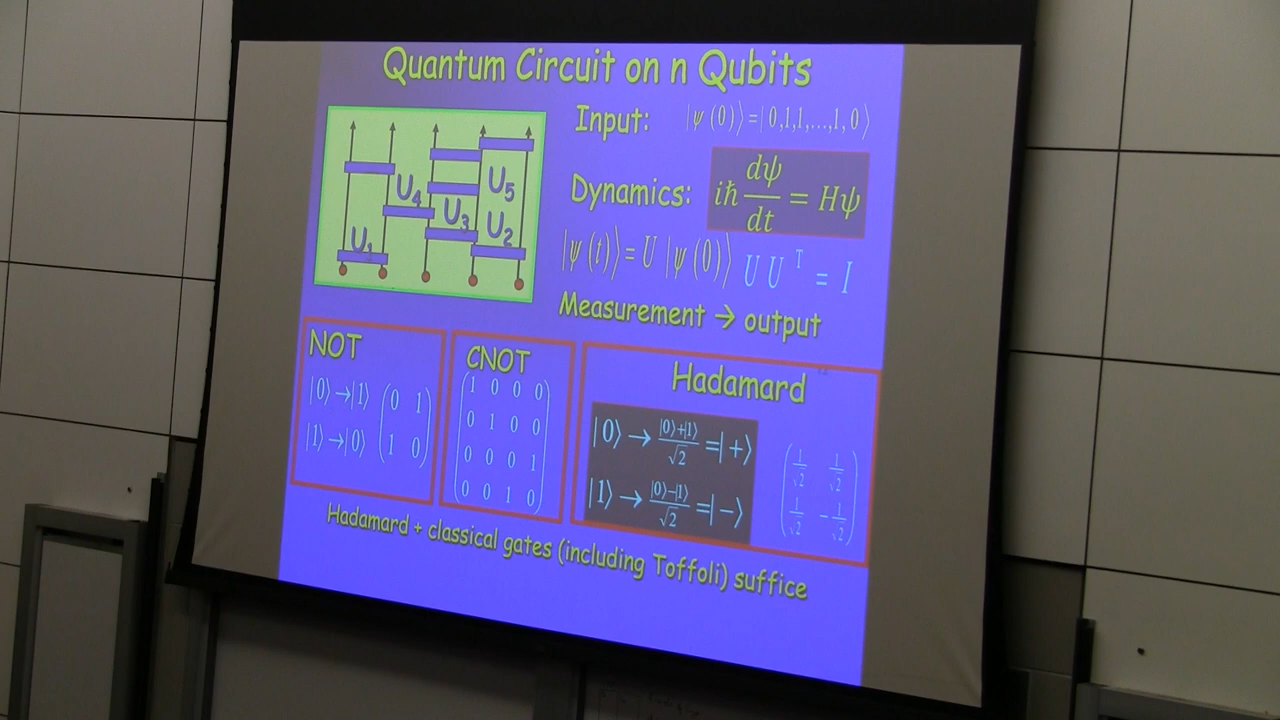 Quantum Circuit on n Qubits
Input: |ψ(0)⟩=|0,1,1,...,1,0⟩
Dynamics: iħ dψ/dt = Hψ
|ψ(t)⟩=U|ψ(0)⟩ U U^T = I
Measurement → output
U₁
U₄
U₃
U₅
U₂
NOT
|0⟩→|1⟩
|1⟩→|0⟩
(0 1
1 0)
CNOT
(1 0 0 0
0 1 0 0
0 0 0 1
0 0 1 0)
Hadamard
|0⟩ → |0⟩+|1⟩/√2 =|+⟩
|1⟩ → |0⟩−|1⟩/√2 =|−⟩
(1/√2 1/√2
1/√2 −1/√2)
Hadamard + classical gates (including Toffoli) suffice